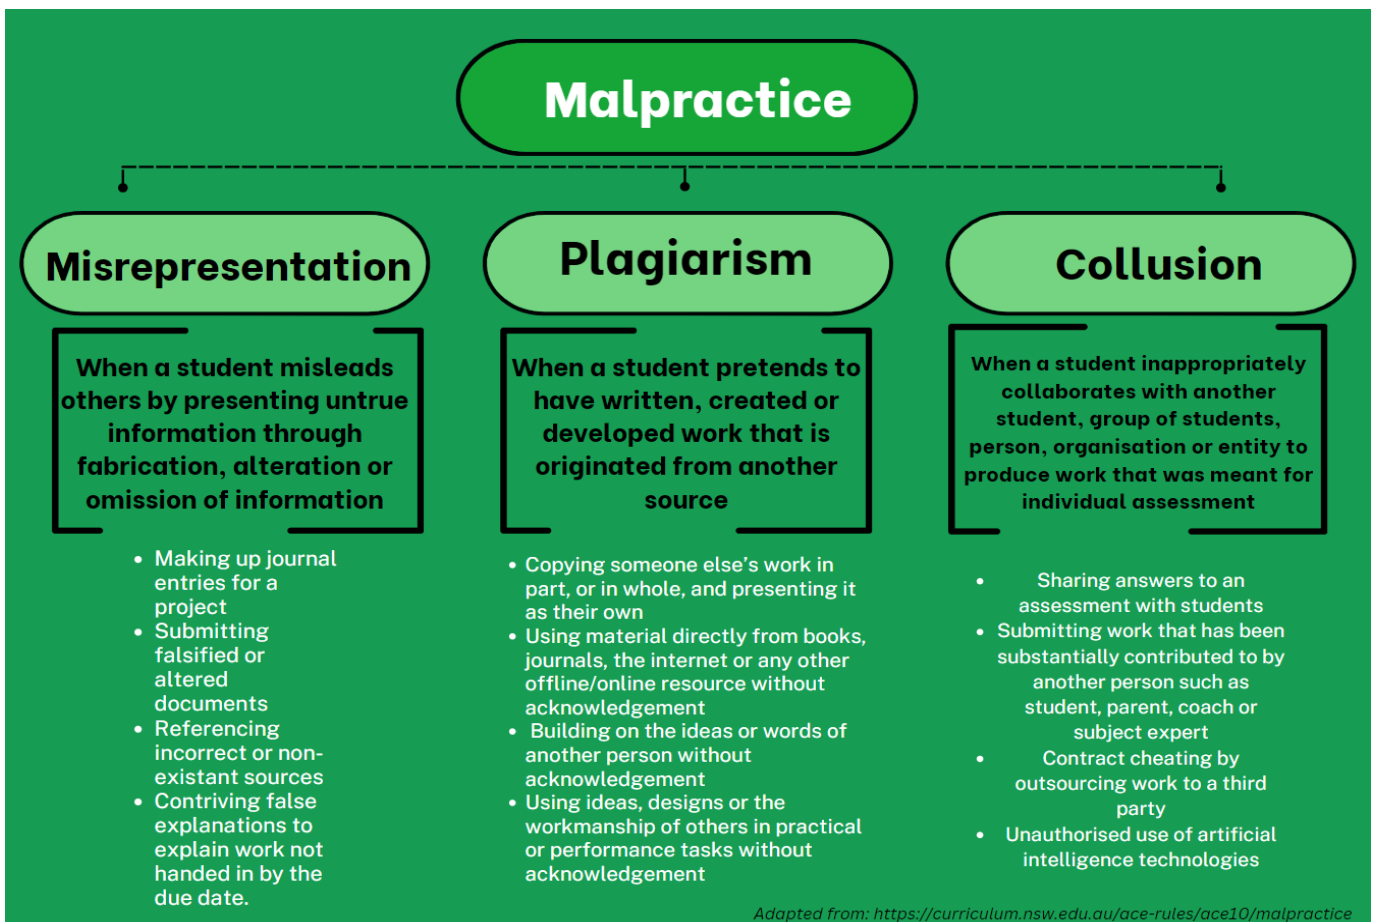 Malpractice
Misrepresentation
When a student misleads
others by presenting untrue
information through
fabrication, alteration or
omission of information
• Making up journal
entries for a
project
• Submitting
falsified or
altered
documents
• Referencing
incorrect or non-
existant sources
• Contriving false
explanations to
explain work not
handed in by the
due date.
Plagiarism
When a student pretends to
have written, created or
developed work that is
originated from another
source
• Copying someone else’s work in
part, or in whole, and presenting it
as their own
• Using material directly from books,
journals, the internet or any other
offline/online resource without
acknowledgement
• Building on the ideas or words of
another person without
acknowledgement
• Using ideas, designs or the
workmanship of others in practical
or performance tasks without
acknowledgement
Collusion
When a student inappropriately
collaborates with another
student, group of students,
person, organisation or entity to
produce work that was meant for
individual assessment
• Sharing answers to an
assessment with students
• Submitting work that has been
substantially contributed to by
another person such as
student, parent, coach or
subject expert
• Contract cheating by
outsourcing work to a third
party
• Unauthorised use of artificial
intelligence technologies
Adapted from: https://curriculum.nsw.edu.au/ace-rules/ace10/malpractice